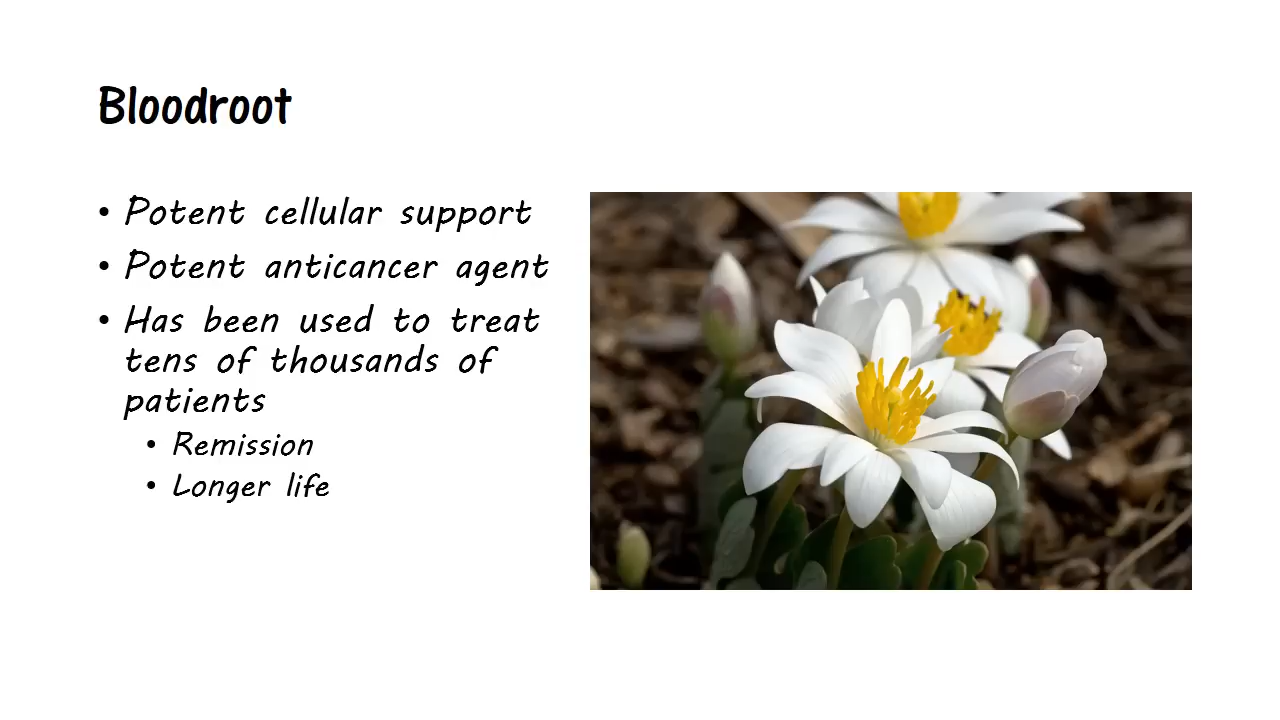 Bloodroot
• Potent cellular support
• Potent anticancer agent
• Has been used to treat
tens of thousands of
patients
• Remission
• Longer life